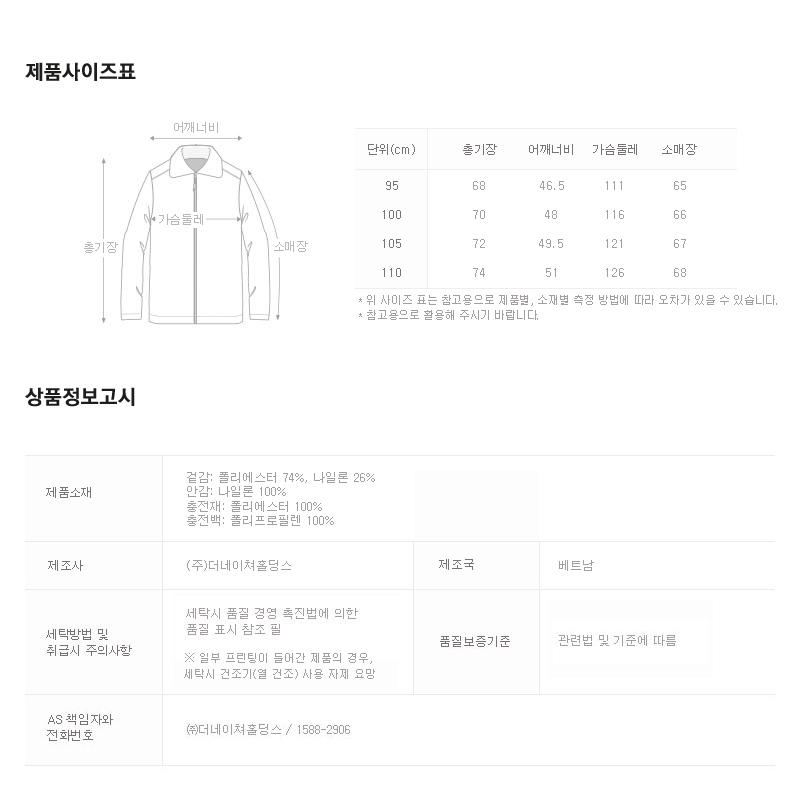 제품사이즈표
어깨너비
가슴둘레
총기장
소매장
단위(cm) 총기장 어깨너비 가슴둘레 소매장
95 68 46.5 111 65
100 70 48 116 66
105 72 49.5 121 67
110 74 51 126 68
* 위 사이즈 표는 참고용으로 제품별, 소재별 측정 방법에 따라 오차가 있을 수 있습니다.
* 참고용으로 활용해 주시기 바랍니다.
상품정보고시
제품소재
겉감: 폴리에스터 74%, 나일론 26%
안감: 나일론 100%
충전재: 폴리에스터 100%
충전백: 폴리프로필렌 100%
제조사 (주)더네이쳐홀딩스 제조국 베트남
세탁방법 및
취급시 주의사항
세탁시 품질 경영 촉진법에 의한
품질 표시 참조 필
※ 일부 프린팅이 들어간 제품의 경우,
세탁시 건조기(열 건조) 사용 자제 요망
품질보증기준 관련법 및 기준에 따름
AS 책임자와
전화번호
㈜더네이쳐홀딩스 / 1588-2906